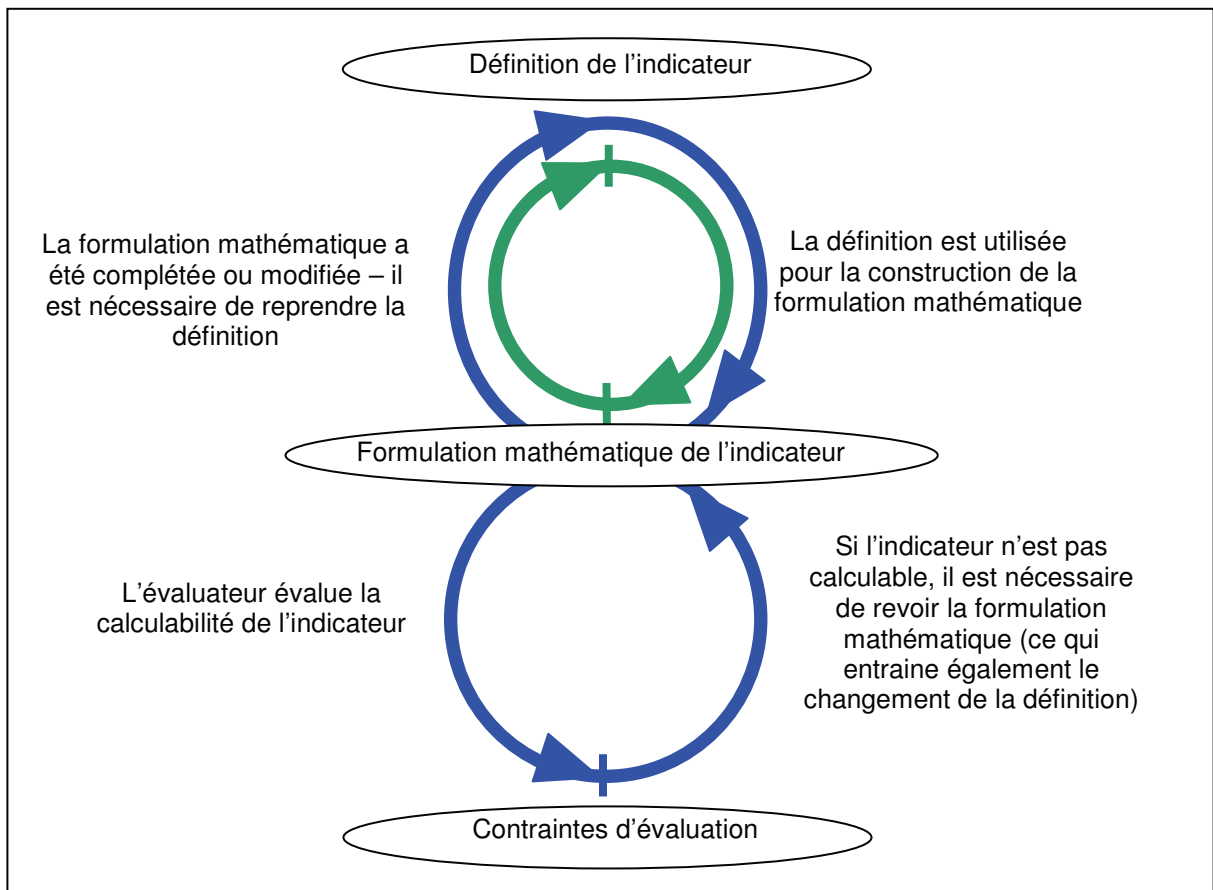 Définition de l’indicateur
La formulation mathématique a
été complétée ou modifiée – il
est nécessaire de reprendre la
définition
La définition est utilisée
pour la construction de la
formulation mathématique
Formulation mathématique de l’indicateur
L’évaluateur évalue la
calculabilité de l’indicateur
Si l’indicateur n’est pas
calculable, il est nécessaire
de revoir la formulation
mathématique (ce qui
entraine également le
changement de la définition)
Contraintes d’évaluation